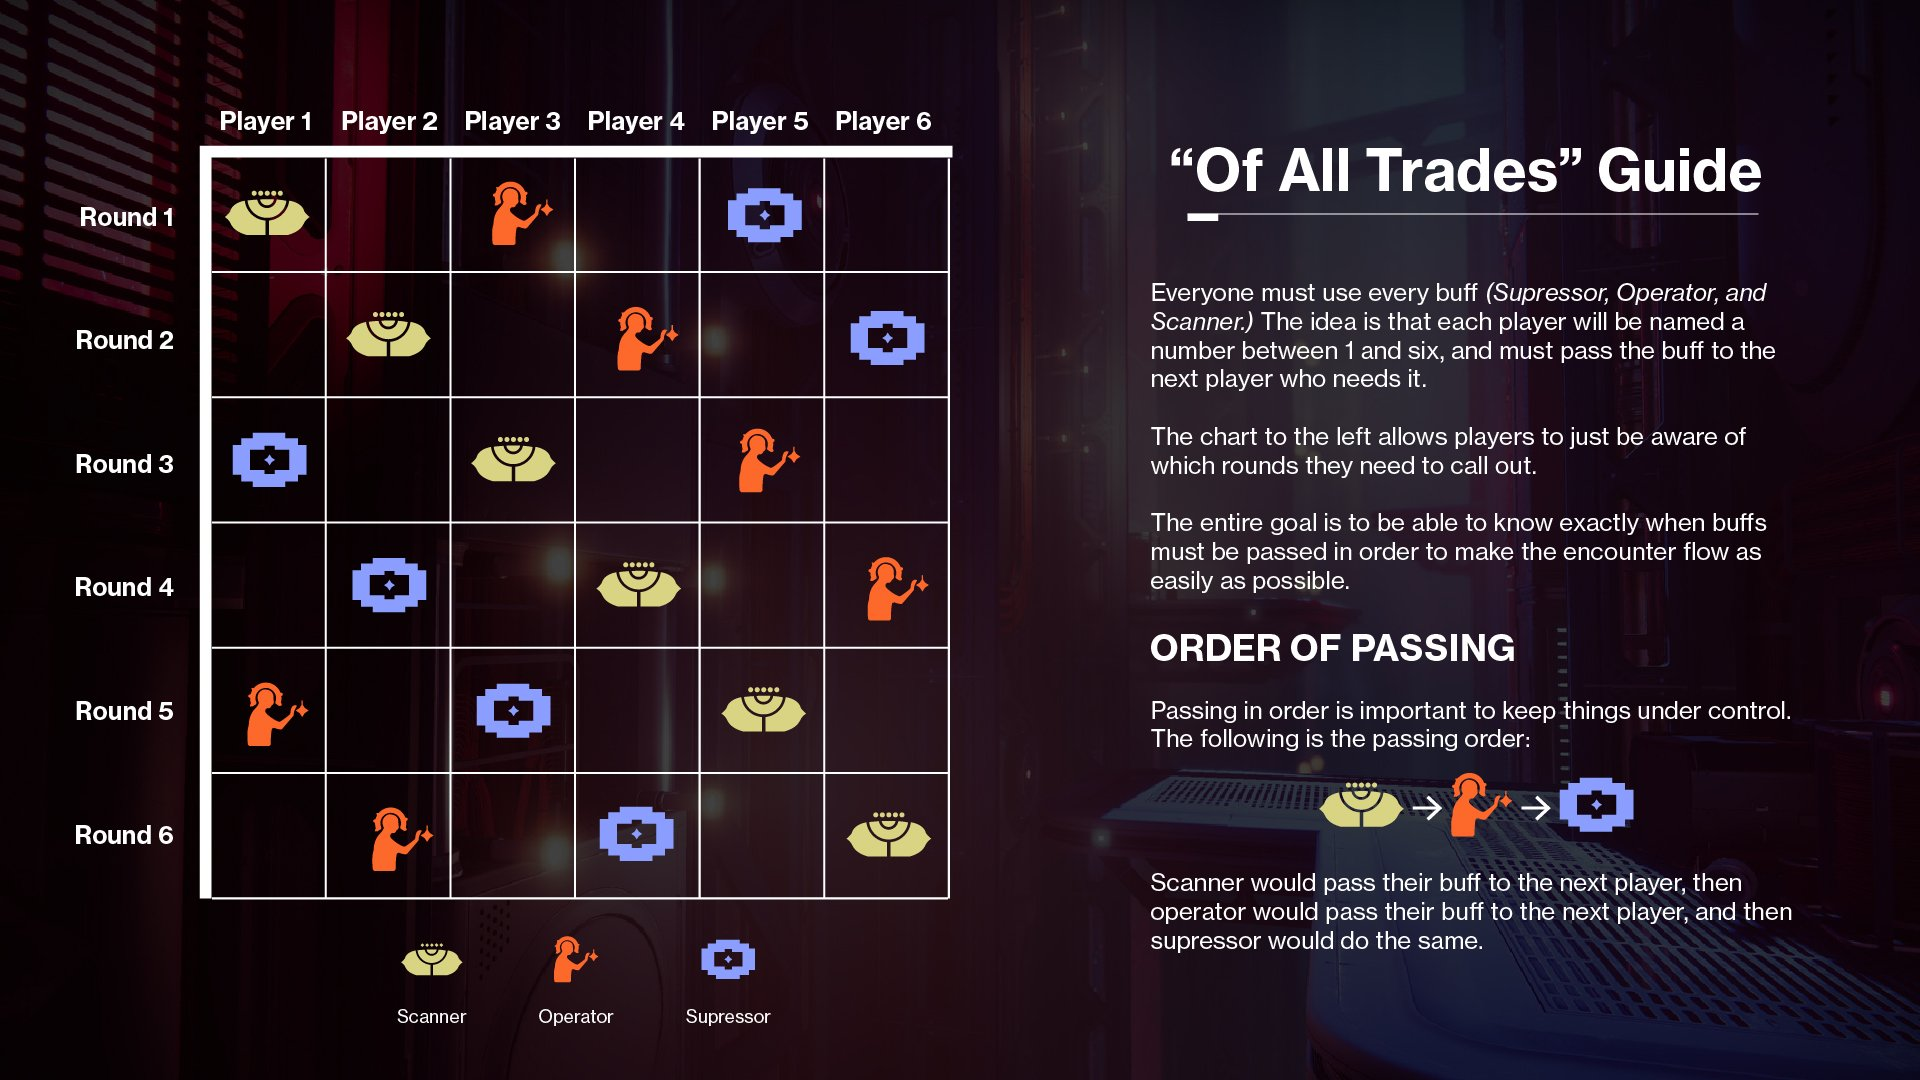 Player 1 Player 2 Player 3 Player 4 Player 5 Player 6
Round 1
Round 2
Round 3
Round 4
Round 5
Round 6
Scanner Operator Supressor
“Of All Trades” Guide
Everyone must use every buff (Supressor, Operator, and
Scanner.) The idea is that each player will be named a
number between 1 and six, and must pass the buff to the
next player who needs it.
The chart to the left allows players to just be aware of
which rounds they need to call out.
The entire goal is to be able to know exactly when buffs
must be passed in order to make the encounter flow as
easily as possible.
ORDER OF PASSING
Passing in order is important to keep things under control.
The following is the passing order:
Scanner would pass their buff to the next player, then
operator would pass their buff to the next player, and then
supressor would do the same.